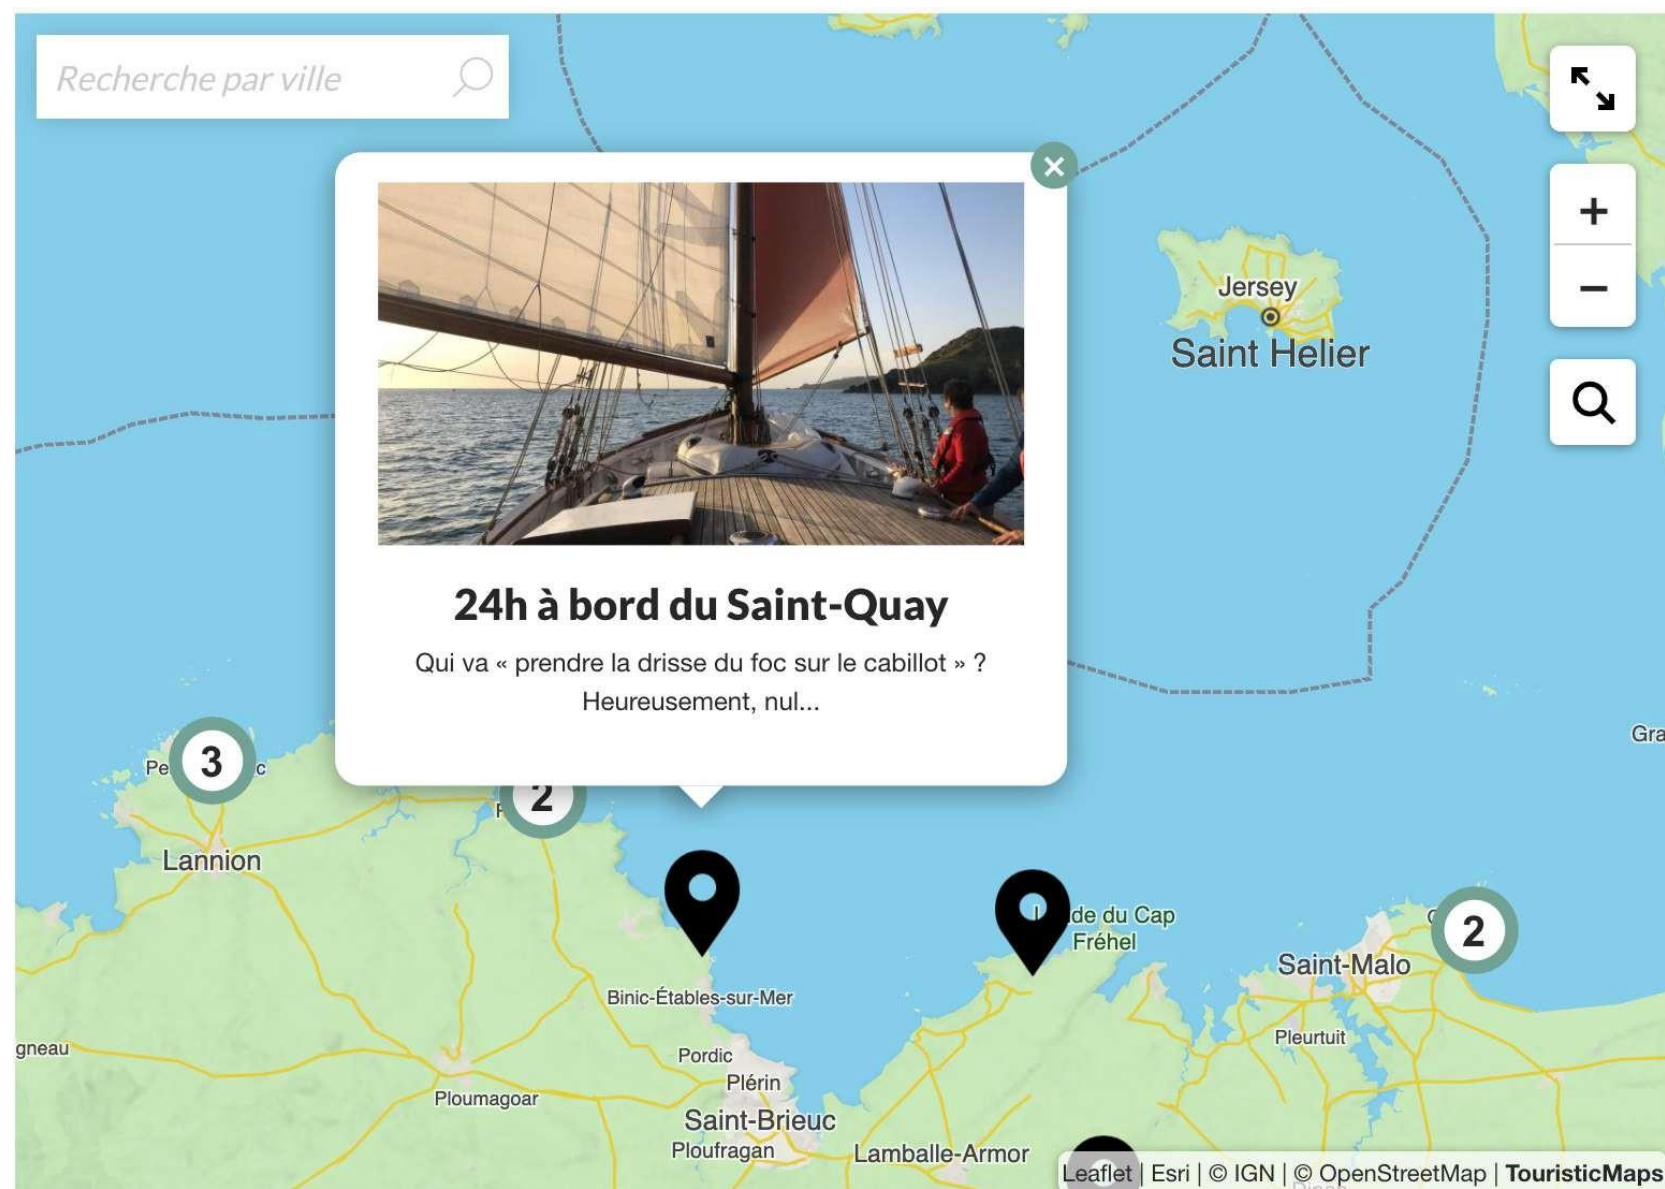 Recherche par ville
Jersey
Saint Helier
24h à bord du Saint-Quay
Qui va « prendre la drisse du foc sur le cabillot » ?
Heureusement, nul...
3
2
Lannion
de du Cap
Fréhel
2
Saint-Malo
Binic-Étables-sur-Mer
Pleurtuit
gneau
Pordic
Plérin
Ploumagoar
Saint-Brieuc
Ploufragan
Lamballe-Armor
Leaflet | Esri | © IGN | © OpenStreetMap | TouristicMaps